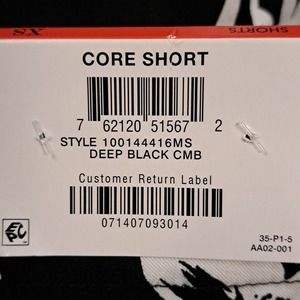 XS SHORTS
CORE SHORT
7 62120 51567 2
STYLE 100144416MS
DEEP BLACK CMB
Customer Return Label
071407093014
EPC
35-P1-5
AA02-001